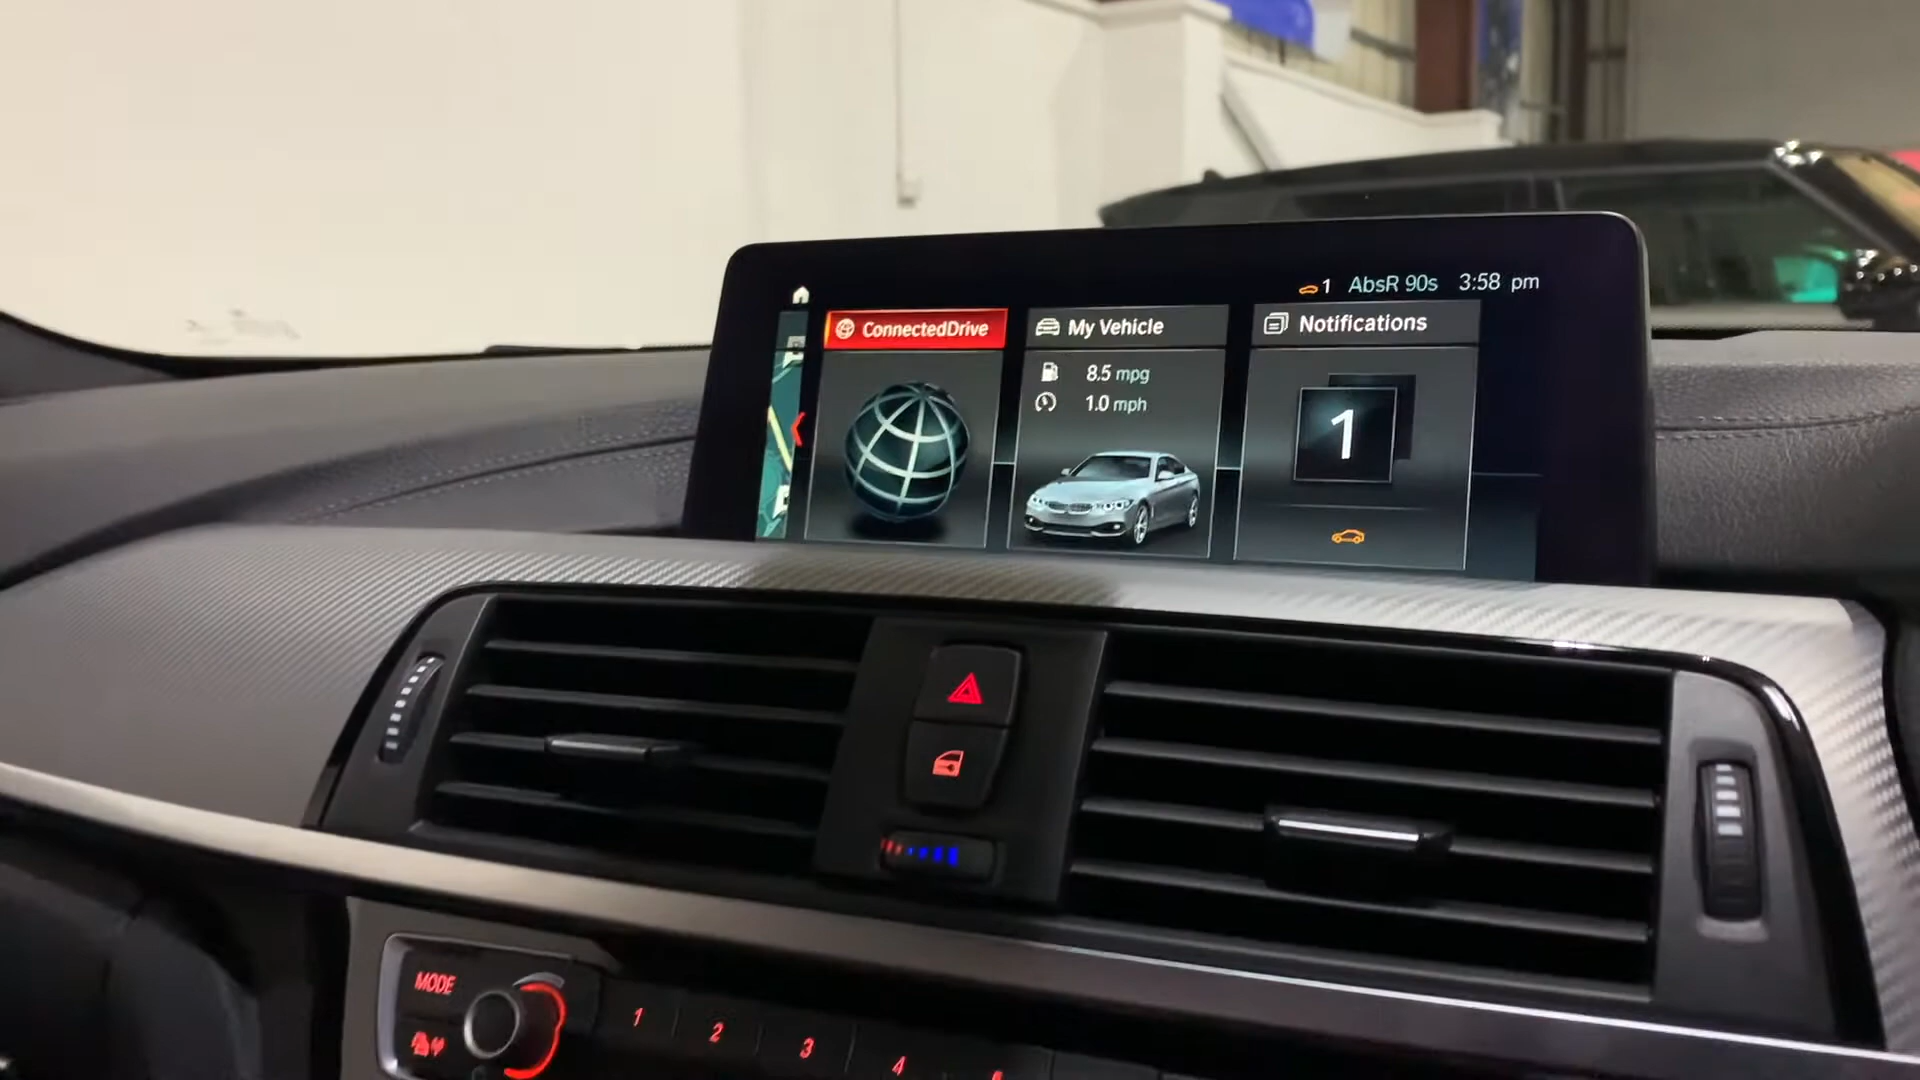 1 AbsR 90s 3:58 pm
ConnectedDrive
My Vehicle
Notifications
8.5 mpg
1.0 mph
1
MODE
1 2 3 4